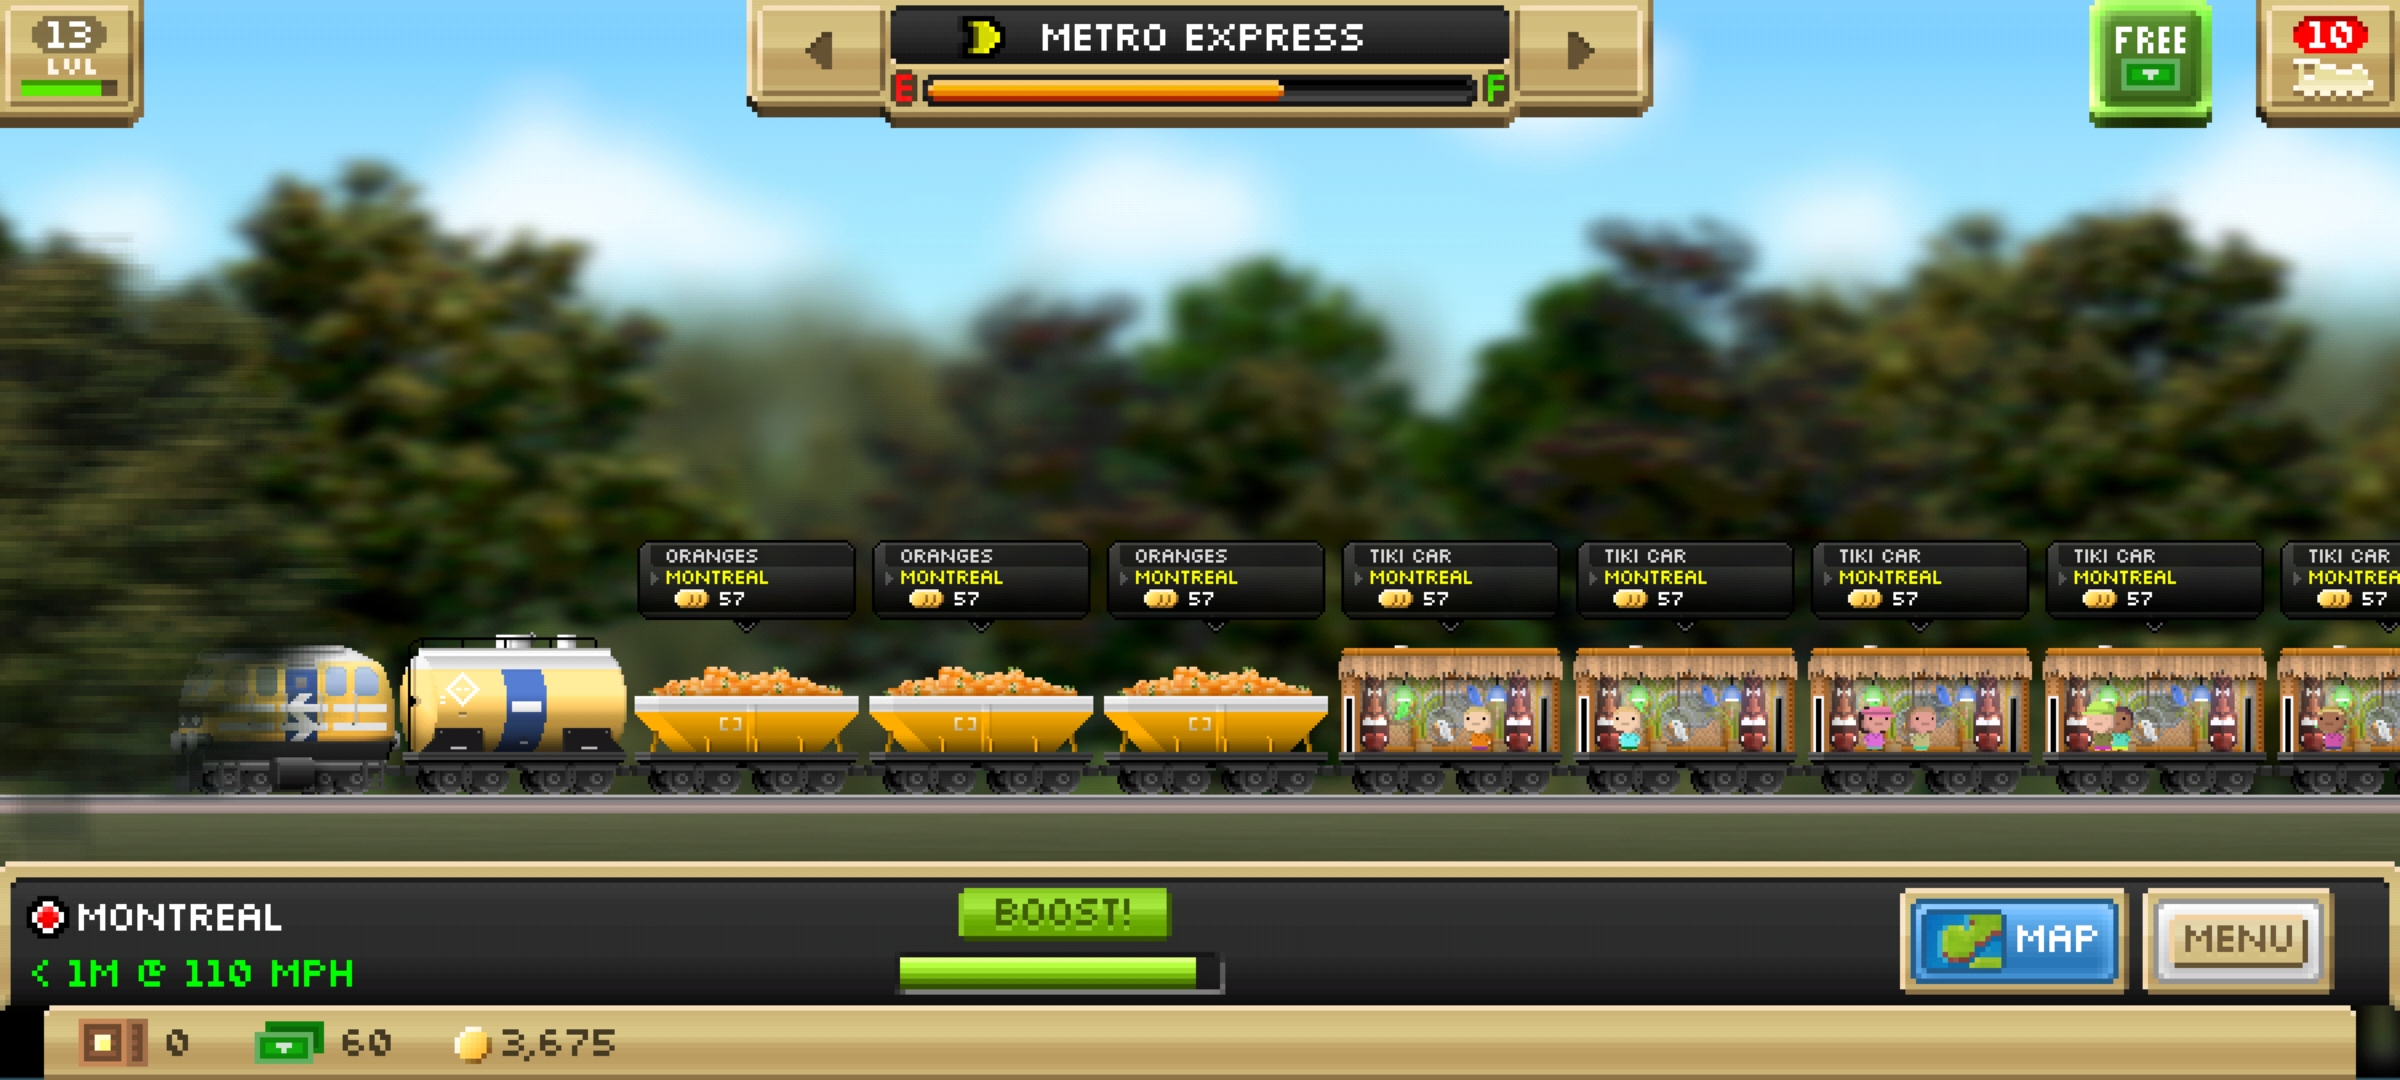 13
LVL
METRO EXPRESS
E
F
FREE
10
ORANGES
MONTREAL
57
ORANGES
MONTREAL
57
ORANGES
MONTREAL
57
TIKI CAR
MONTREAL
57
TIKI CAR
MONTREAL
57
TIKI CAR
MONTREAL
57
TIKI CAR
MONTREAL
57
TIKI CAR
MONTREA
57
MONTREAL
< 1M @ 110 MPH
BOOST!
MAP
MENU
0
60
3,675